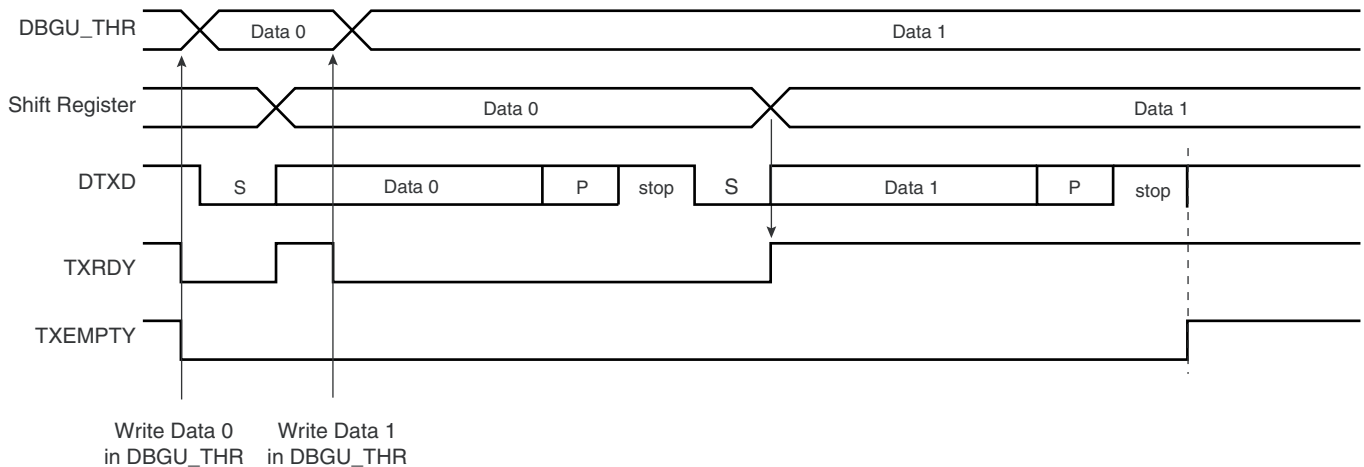 DBGU_THR
Data 0
Data 1
Shift Register
Data 0
Data 1
DTXD
S
Data 0
P
stop
S
Data 1
P
stop
TXRDY
TXEMPTY
Write Data 0
in DBGU_THR
Write Data 1
in DBGU_THR